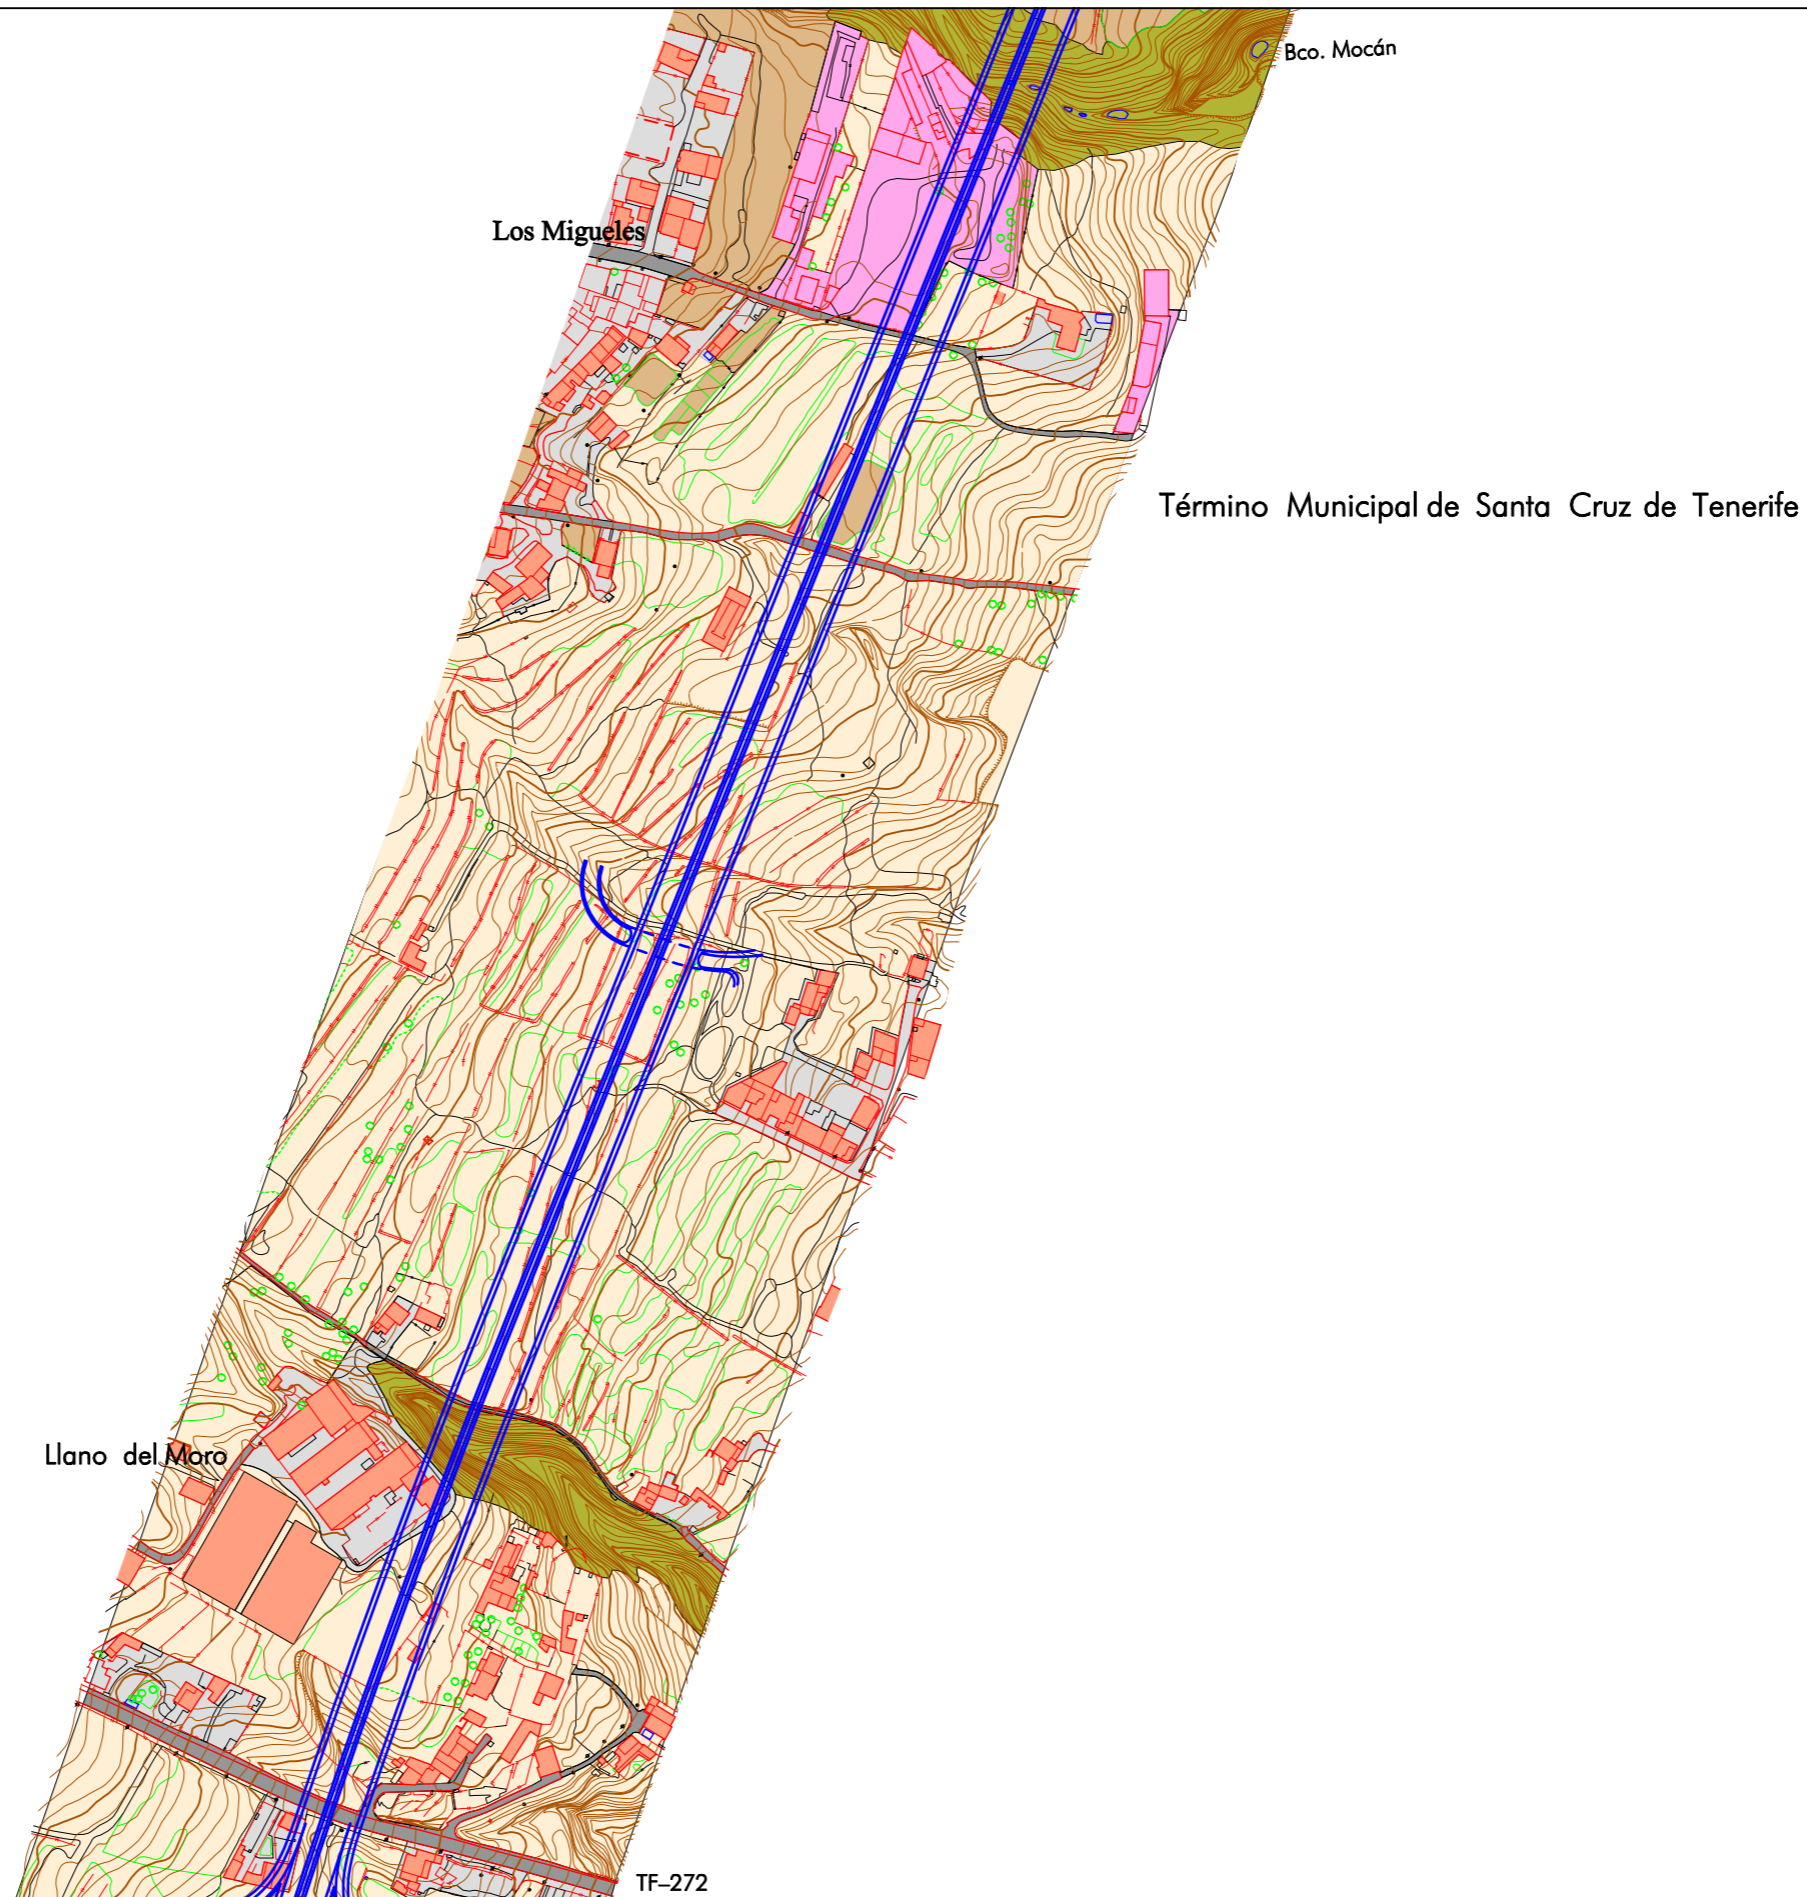 Bco. Mocán
Los Migueles
Término Municipal de Santa Cruz de Tenerife
Llano del Moro
TF–272